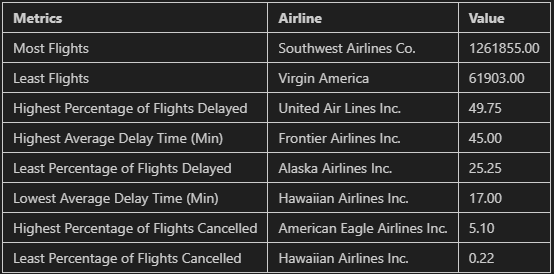 Metrics Airline Value
Most Flights Southwest Airlines Co. 1261855.00
Least Flights Virgin America 61903.00
Highest Percentage of Flights Delayed United Air Lines Inc. 49.75
Highest Average Delay Time (Min) Frontier Airlines Inc. 45.00
Least Percentage of Flights Delayed Alaska Airlines Inc. 25.25
Lowest Average Delay Time (Min) Hawaiian Airlines Inc. 17.00
Highest Percentage of Flights Cancelled American Eagle Airlines Inc. 5.10
Least Percentage of Flights Cancelled Hawaiian Airlines Inc. 0.22